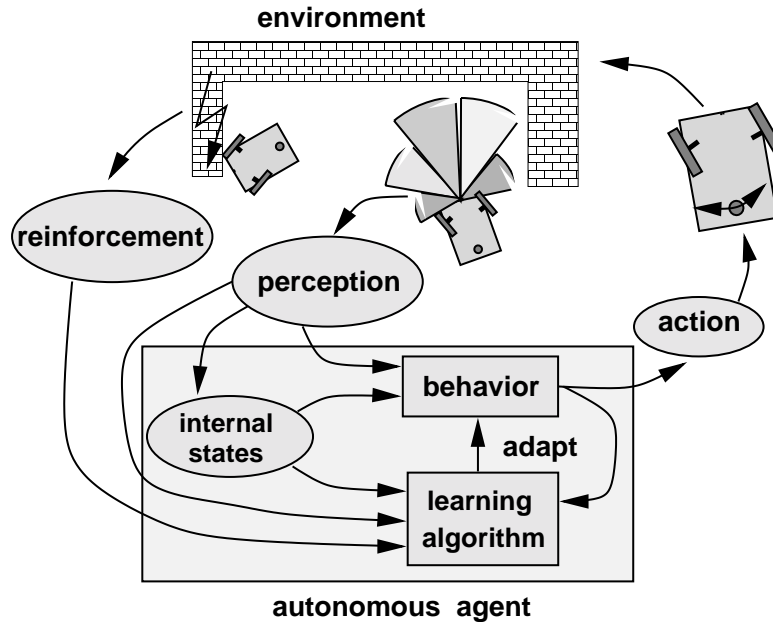 environment
reinforcement
perception
action
behavior
internal
states
adapt
learning
algorithm
autonomous agent